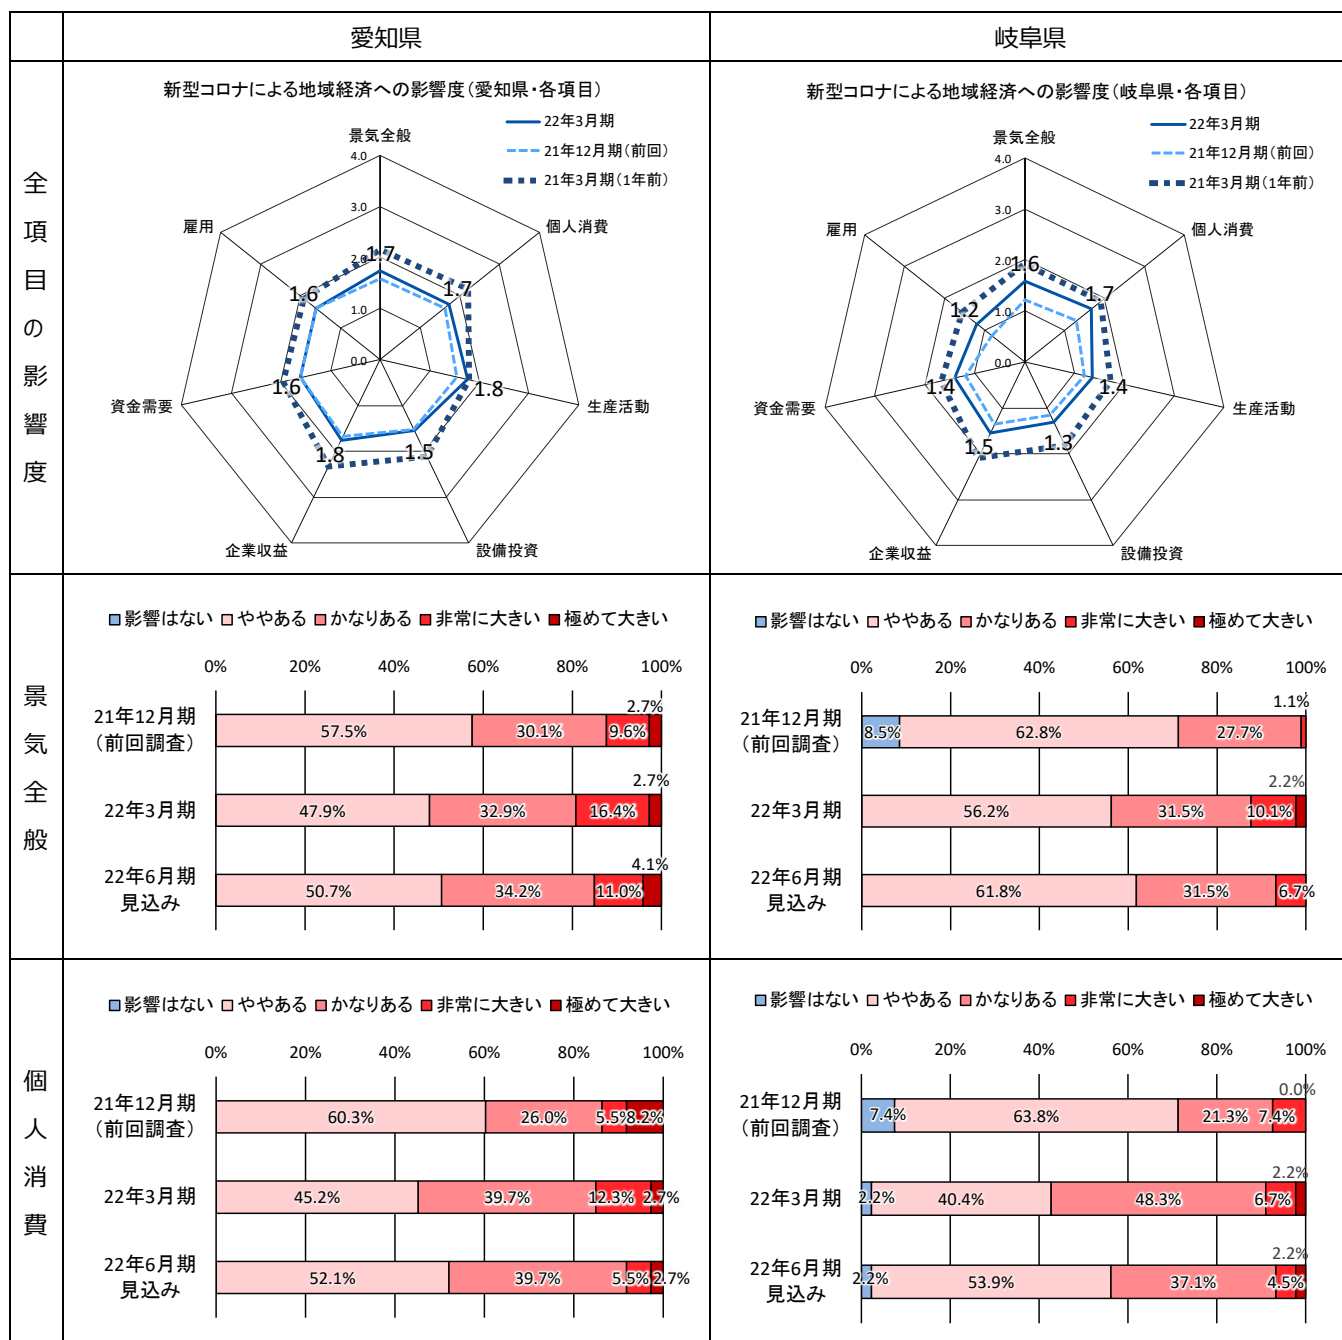 愛知県
岐阜県
全項目の影響度
新型コロナによる地域経済への影響度(愛知県・各項目)
22年3月期
21年12月期(前回)
21年3月期(1年前)
景気全般
個人消費
生産活動
設備投資
企業収益
資金需要
雇用
4.0
3.0
2.0
1.0
0.0
1.7
1.7
1.8
1.5
1.8
1.6
1.6
新型コロナによる地域経済への影響度(岐阜県・各項目)
22年3月期
21年12月期(前回)
21年3月期(1年前)
景気全般
個人消費
生産活動
設備投資
企業収益
資金需要
雇用
4.0
3.0
2.0
1.0
0.0
1.6
1.7
1.4
1.3
1.5
1.4
1.2
景気全般
影響はない ややある かなりある 非常に大きい 極めて大きい
0% 20% 40% 60% 80% 100%
21年12月期
(前回調査)
57.5% 30.1% 9.6% 2.7%
22年3月期
47.9% 32.9% 16.4% 2.7%
22年6月期
見込み
50.7% 34.2% 11.0% 4.1%
影響はない ややある かなりある 非常に大きい 極めて大きい
0% 20% 40% 60% 80% 100%
21年12月期
(前回調査)
8.5% 62.8% 27.7% 1.1%
22年3月期
56.2% 31.5% 10.1% 2.2%
22年6月期
見込み
61.8% 31.5% 6.7%
個人消費
影響はない ややある かなりある 非常に大きい 極めて大きい
0% 20% 40% 60% 80% 100%
21年12月期
(前回調査)
60.3% 26.0% 5.5% 8.2%
22年3月期
45.2% 39.7% 12.3% 2.7%
22年6月期
見込み
52.1% 39.7% 5.5% 2.7%
影響はない ややある かなりある 非常に大きい 極めて大きい
0% 20% 40% 60% 80% 100%
21年12月期
(前回調査)
7.4% 63.8% 21.3% 7.4% 0.0%
22年3月期
2.2% 40.4% 48.3% 6.7% 2.2%
22年6月期
見込み
2.2% 53.9% 37.1% 4.5% 2.2%